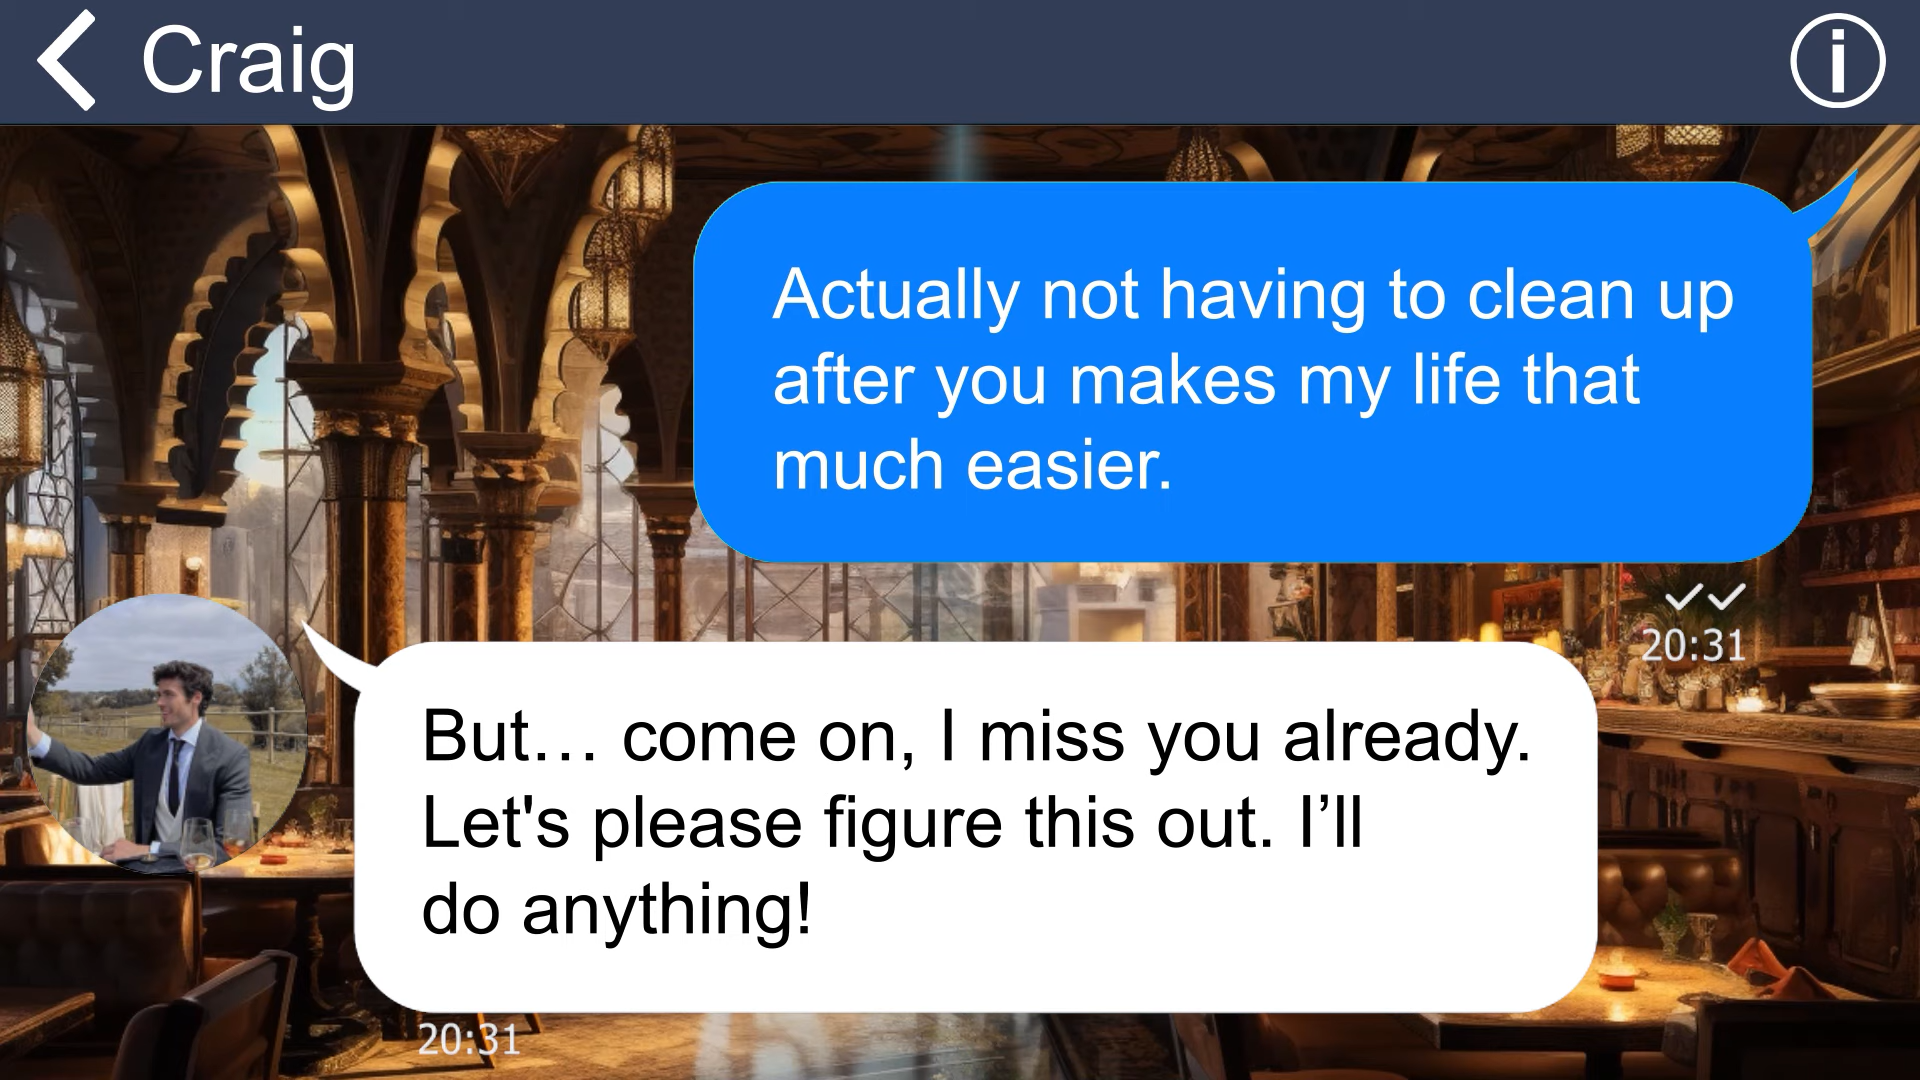 Craig
Actually not having to clean up
after you makes my life that
much easier.
20:31
But… come on, I miss you already.
Let's please figure this out. I’ll
do anything!
20:31